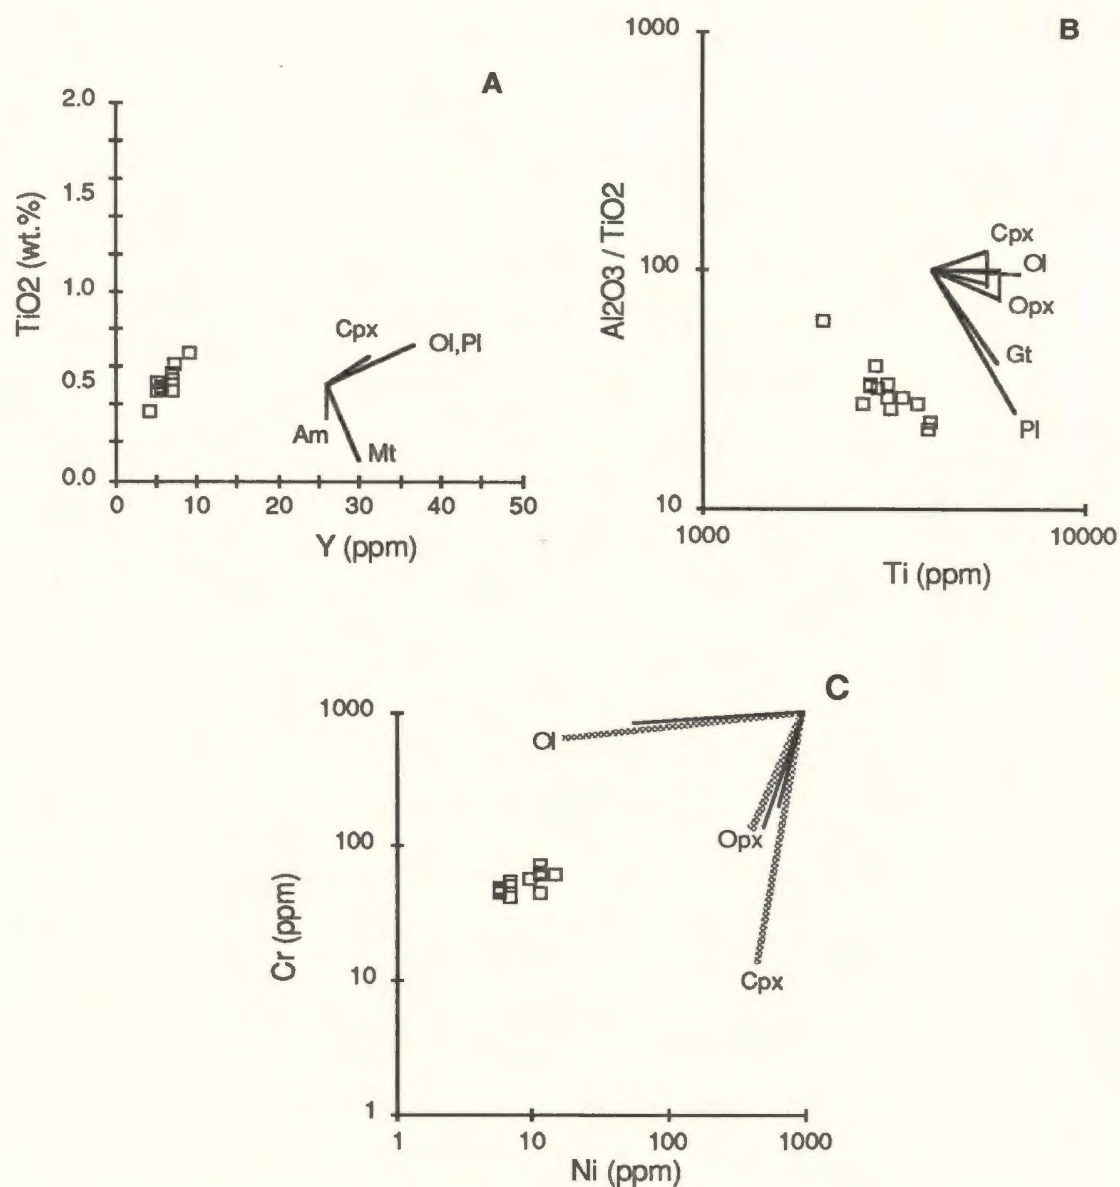 A
2.0
1.5
1.0
0.5
0.0
TiO2 (wt.%)
Cpx
Ol,Pl
Am
Mt
0 10 20 30 40 50
Y (ppm)
B
1000
100
10
Al2O3 / TiO2
Cpx
Ol
Opx
Gt
Pl
1000 10000
Ti (ppm)
C
1000
100
10
1
Cr (ppm)
Ol
Opx
Cpx
1 10 100 1000
Ni (ppm)